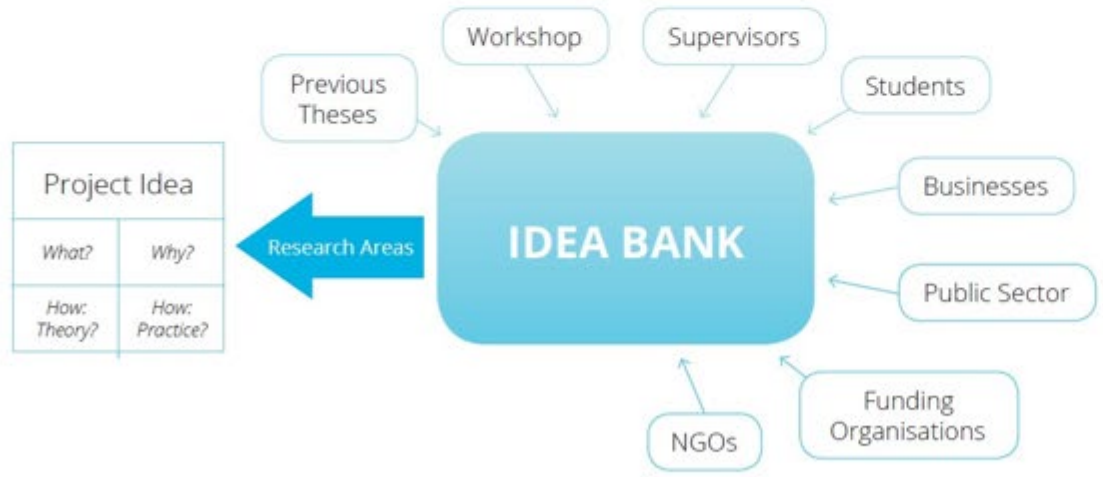 Workshop
Supervisors
Previous
Theses
Students
Project Idea
Businesses
What?
Why?
Research Areas
IDEA BANK
How:
Theory?
How:
Practice?
Public Sector
Funding
Organisations
NGOs